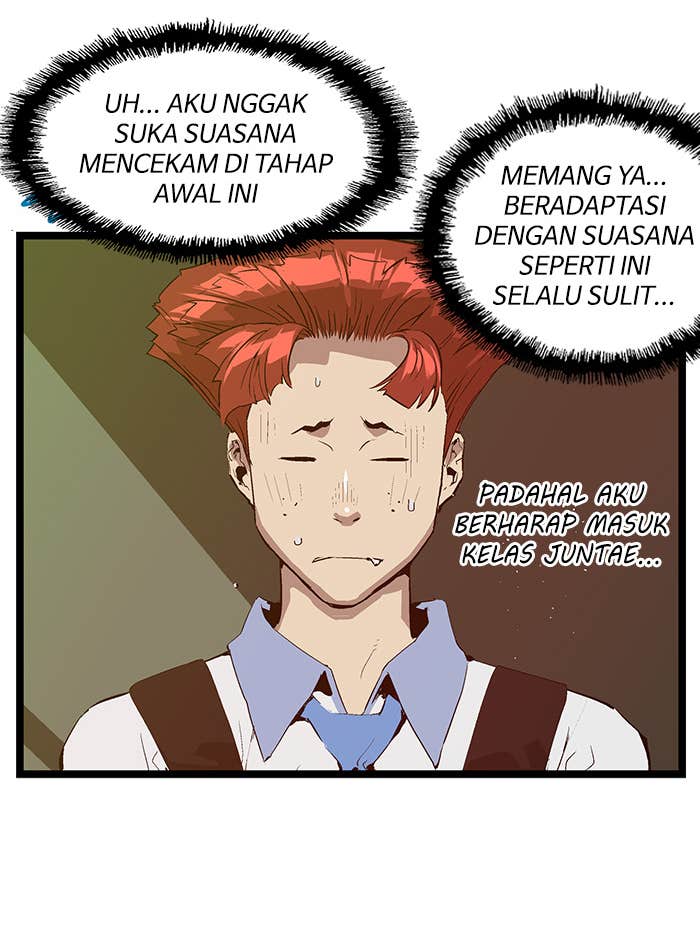 UH... AKU NGGAK
SUKA SUASANA
MENCEKAM DI TAHAP
AWAL INI
MEMANG YA...
BERADAPTASI
DENGAN SUASANA
SEPERTI INI
SELALU SULIT...
PADAHAL AKU
BERHARAP MASUK
KELAS JUNTAE...